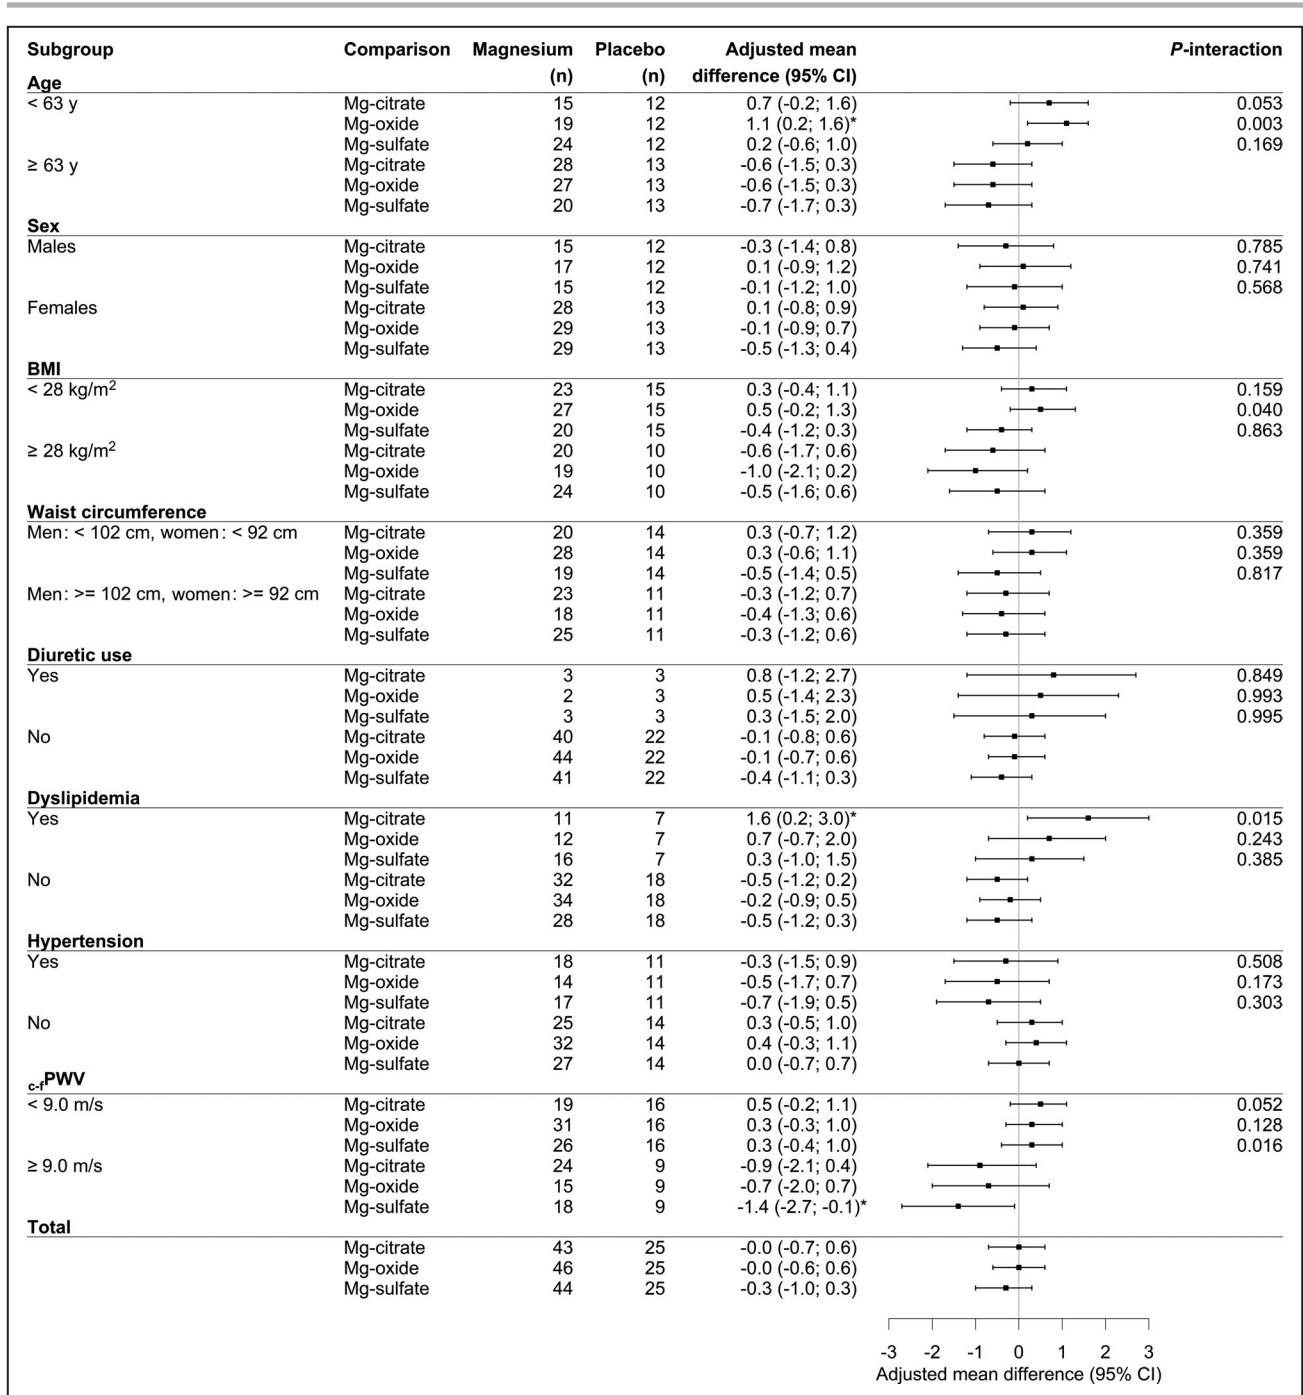 Subgroup Comparison Magnesium Placebo Adjusted mean P-interaction
(n) (n) difference (95% CI)
Age
< 63 y Mg-citrate 15 12 0.7 (-0.2; 1.6) 0.053
Mg-oxide 19 12 1.1 (0.2; 1.6)* 0.003
Mg-sulfate 24 12 0.2 (-0.6; 1.0) 0.169
≥ 63 y Mg-citrate 28 13 -0.6 (-1.5; 0.3)
Mg-oxide 27 13 -0.6 (-1.5; 0.3)
Mg-sulfate 20 13 -0.7 (-1.7; 0.3)
Sex
Males Mg-citrate 15 12 -0.3 (-1.4; 0.8) 0.785
Mg-oxide 17 12 0.1 (-0.9; 1.2) 0.741
Mg-sulfate 15 12 -0.1 (-1.2; 1.0) 0.568
Females Mg-citrate 28 13 0.1 (-0.8; 0.9)
Mg-oxide 29 13 -0.1 (-0.9; 0.7)
Mg-sulfate 29 13 -0.5 (-1.3; 0.4)
BMI
< 28 kg/m² Mg-citrate 23 15 0.3 (-0.4; 1.1) 0.159
Mg-oxide 27 15 0.5 (-0.2; 1.3) 0.040
Mg-sulfate 20 15 -0.4 (-1.2; 0.3) 0.863
≥ 28 kg/m² Mg-citrate 20 10 -0.6 (-1.7; 0.6)
Mg-oxide 19 10 -1.0 (-2.1; 0.2)
Mg-sulfate 24 10 -0.5 (-1.6; 0.6)
Waist circumference
Men: < 102 cm, women: < 92 cm Mg-citrate 20 14 0.3 (-0.7; 1.2) 0.359
Mg-oxide 28 14 0.3 (-0.6; 1.1) 0.359
Mg-sulfate 19 14 -0.5 (-1.4; 0.5) 0.817
Men: >= 102 cm, women: >= 92 cm Mg-citrate 23 11 -0.3 (-1.2; 0.7)
Mg-oxide 18 11 -0.4 (-1.3; 0.6)
Mg-sulfate 25 11 -0.3 (-1.2; 0.6)
Diuretic use
Yes Mg-citrate 3 3 0.8 (-1.2; 2.7) 0.849
Mg-oxide 2 3 0.5 (-1.4; 2.3) 0.993
Mg-sulfate 3 3 0.3 (-1.5; 2.0) 0.995
No Mg-citrate 40 22 -0.1 (-0.8; 0.6)
Mg-oxide 44 22 -0.1 (-0.7; 0.6)
Mg-sulfate 41 22 -0.4 (-1.1; 0.3)
Dyslipidemia
Yes Mg-citrate 11 7 1.6 (0.2; 3.0)* 0.015
Mg-oxide 12 7 0.7 (-0.7; 2.0) 0.243
Mg-sulfate 16 7 0.3 (-1.0; 1.5) 0.385
No Mg-citrate 32 18 -0.5 (-1.2; 0.2)
Mg-oxide 34 18 -0.2 (-0.9; 0.5)
Mg-sulfate 28 18 -0.5 (-1.2; 0.3)
Hypertension
Yes Mg-citrate 18 11 -0.3 (-1.5; 0.9) 0.508
Mg-oxide 14 11 -0.5 (-1.7; 0.7) 0.173
Mg-sulfate 17 11 -0.7 (-1.9; 0.5) 0.303
No Mg-citrate 25 14 0.3 (-0.5; 1.0)
Mg-oxide 32 14 0.4 (-0.3; 1.1)
Mg-sulfate 27 14 0.0 (-0.7; 0.7)
c-fPWV
< 9.0 m/s Mg-citrate 19 16 0.5 (-0.2; 1.1) 0.052
Mg-oxide 31 16 0.3 (-0.3; 1.0) 0.128
Mg-sulfate 26 16 0.3 (-0.4; 1.0) 0.016
≥ 9.0 m/s Mg-citrate 24 9 -0.9 (-2.1; 0.4)
Mg-oxide 15 9 -0.7 (-2.0; 0.7)
Mg-sulfate 18 9 -1.4 (-2.7; -0.1)*
Total
Mg-citrate 43 25 -0.0 (-0.7; 0.6)
Mg-oxide 46 25 -0.0 (-0.6; 0.6)
Mg-sulfate 44 25 -0.3 (-1.0; 0.3)
-3 -2 -1 0 1 2 3
Adjusted mean difference (95% CI)